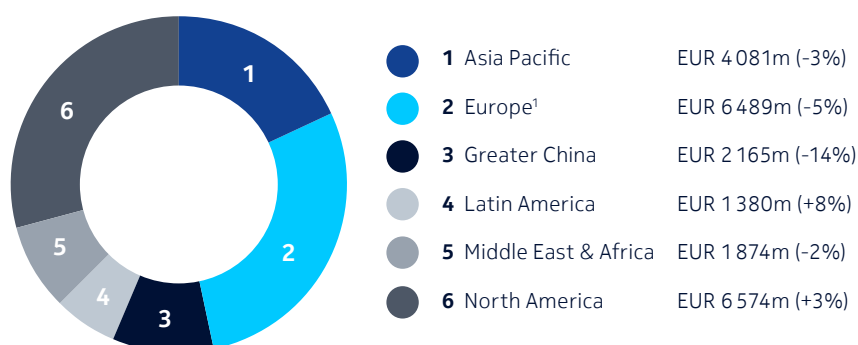 1
2
3
4
5
6
1 Asia Pacific EUR 4 081m (-3%)
2 Europe¹ EUR 6 489m (-5%)
3 Greater China EUR 2 165m (-14%)
4 Latin America EUR 1 380m (+8%)
5 Middle East & Africa EUR 1 874m (-2%)
6 North America EUR 6 574m (+3%)